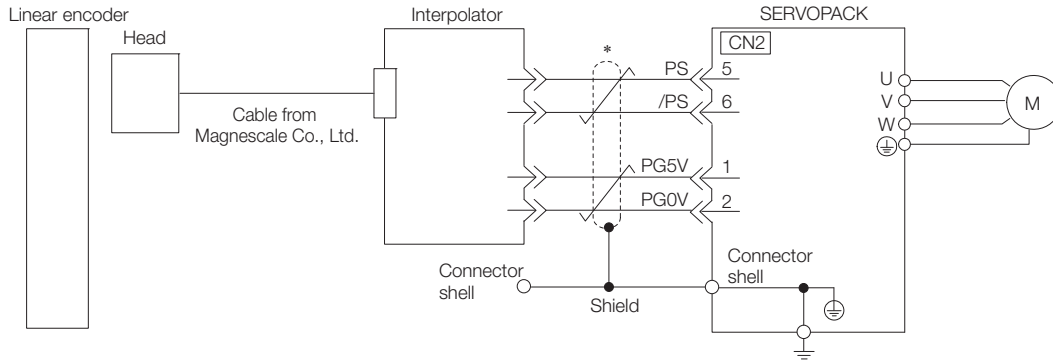 Linear encoder
Head
Cable from
Magnescale Co., Ltd.
Interpolator
*
SERVOPACK
CN2
PS 5
/PS 6
PG5V 1
PG0V 2
U
V
W
M
Connector
shell
Shield
Connector
shell